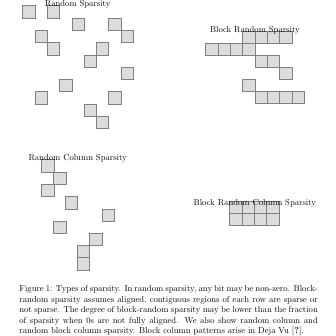 Random Sparsity
Block Random Sparsity
Random Column Sparsity
Block Random Column Sparsity
Figure 1: Types of sparsity. In random sparsity, any bit may be non-zero. Block-
random sparsity assumes aligned, contiguous regions of each row are sparse or
not sparse. The degree of block-random sparsity may be lower than the fraction
of sparsity when 0s are not fully aligned. We also show random column and
random block column sparsity. Block column patterns arise in Deja Vu [?].